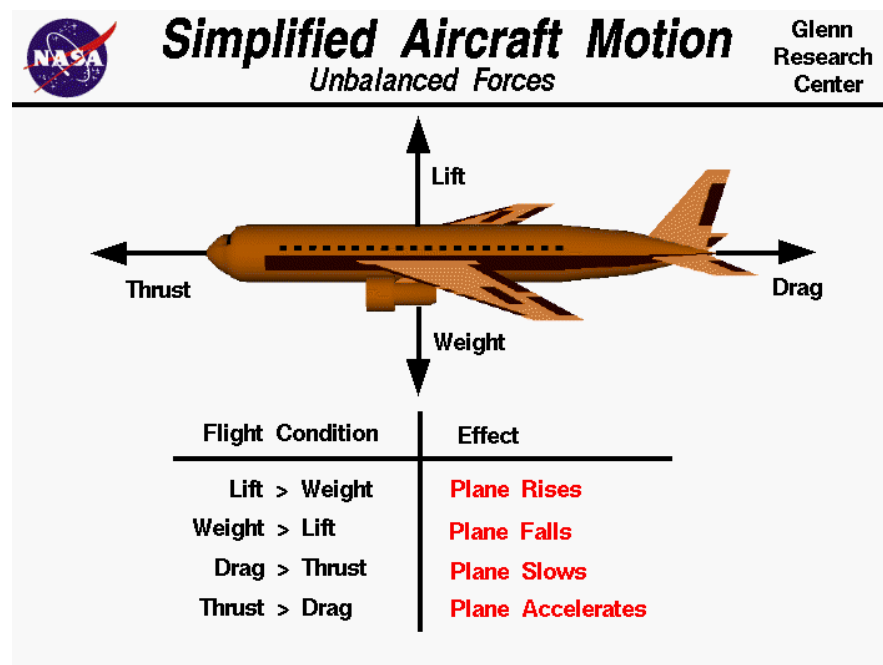 NASA
Simplified Aircraft Motion
Unbalanced Forces
Glenn
Research
Center
Lift
Thrust
Drag
Weight
Flight Condition
Effect
Lift > Weight
Plane Rises
Weight > Lift
Plane Falls
Drag > Thrust
Plane Slows
Thrust > Drag
Plane Accelerates